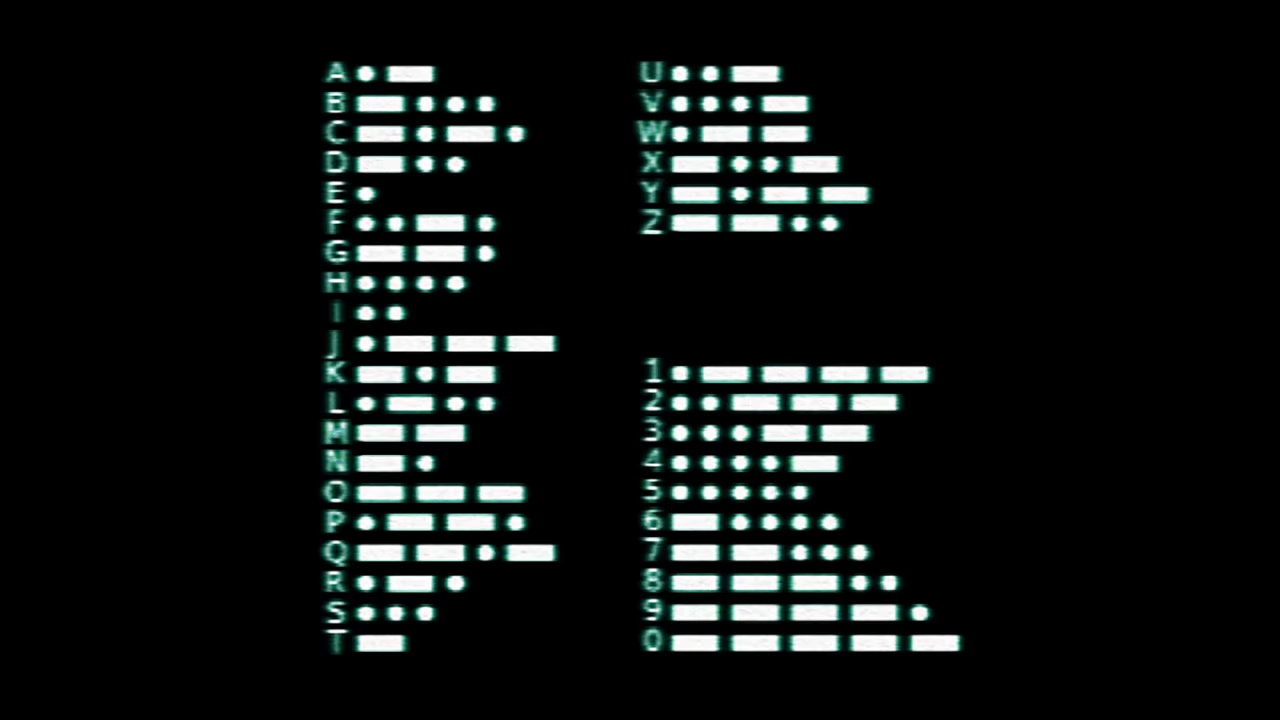 A • —
B — • • •
C — • — •
D — • •
E •
F • • — •
G — — •
H • • • •
I • •
J • — — —
K — • —
L • — • •
M — —
N — •
O — — —
P • — — •
Q — — • —
R • — •
S • • •
T —
U • • —
V • • • —
W • — —
X — • • —
Y — • — —
Z — — • •
1 • — — — —
2 • • — — —
3 • • • — —
4 • • • • —
5 • • • • •
6 — • • • •
7 — — • • •
8 — — — • •
9 — — — — •
0 — — — — —